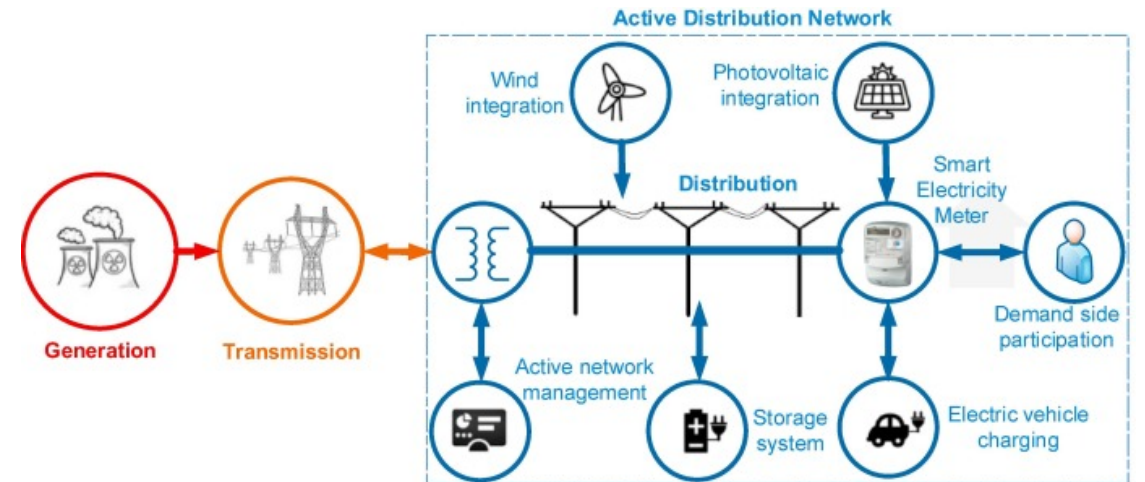 Active Distribution Network
Wind
integration
Photovoltaic
integration
Distribution
Smart
Electricity
Meter
Generation
Transmission
Active network
management
Storage
system
Electric vehicle
charging
Demand side
participation